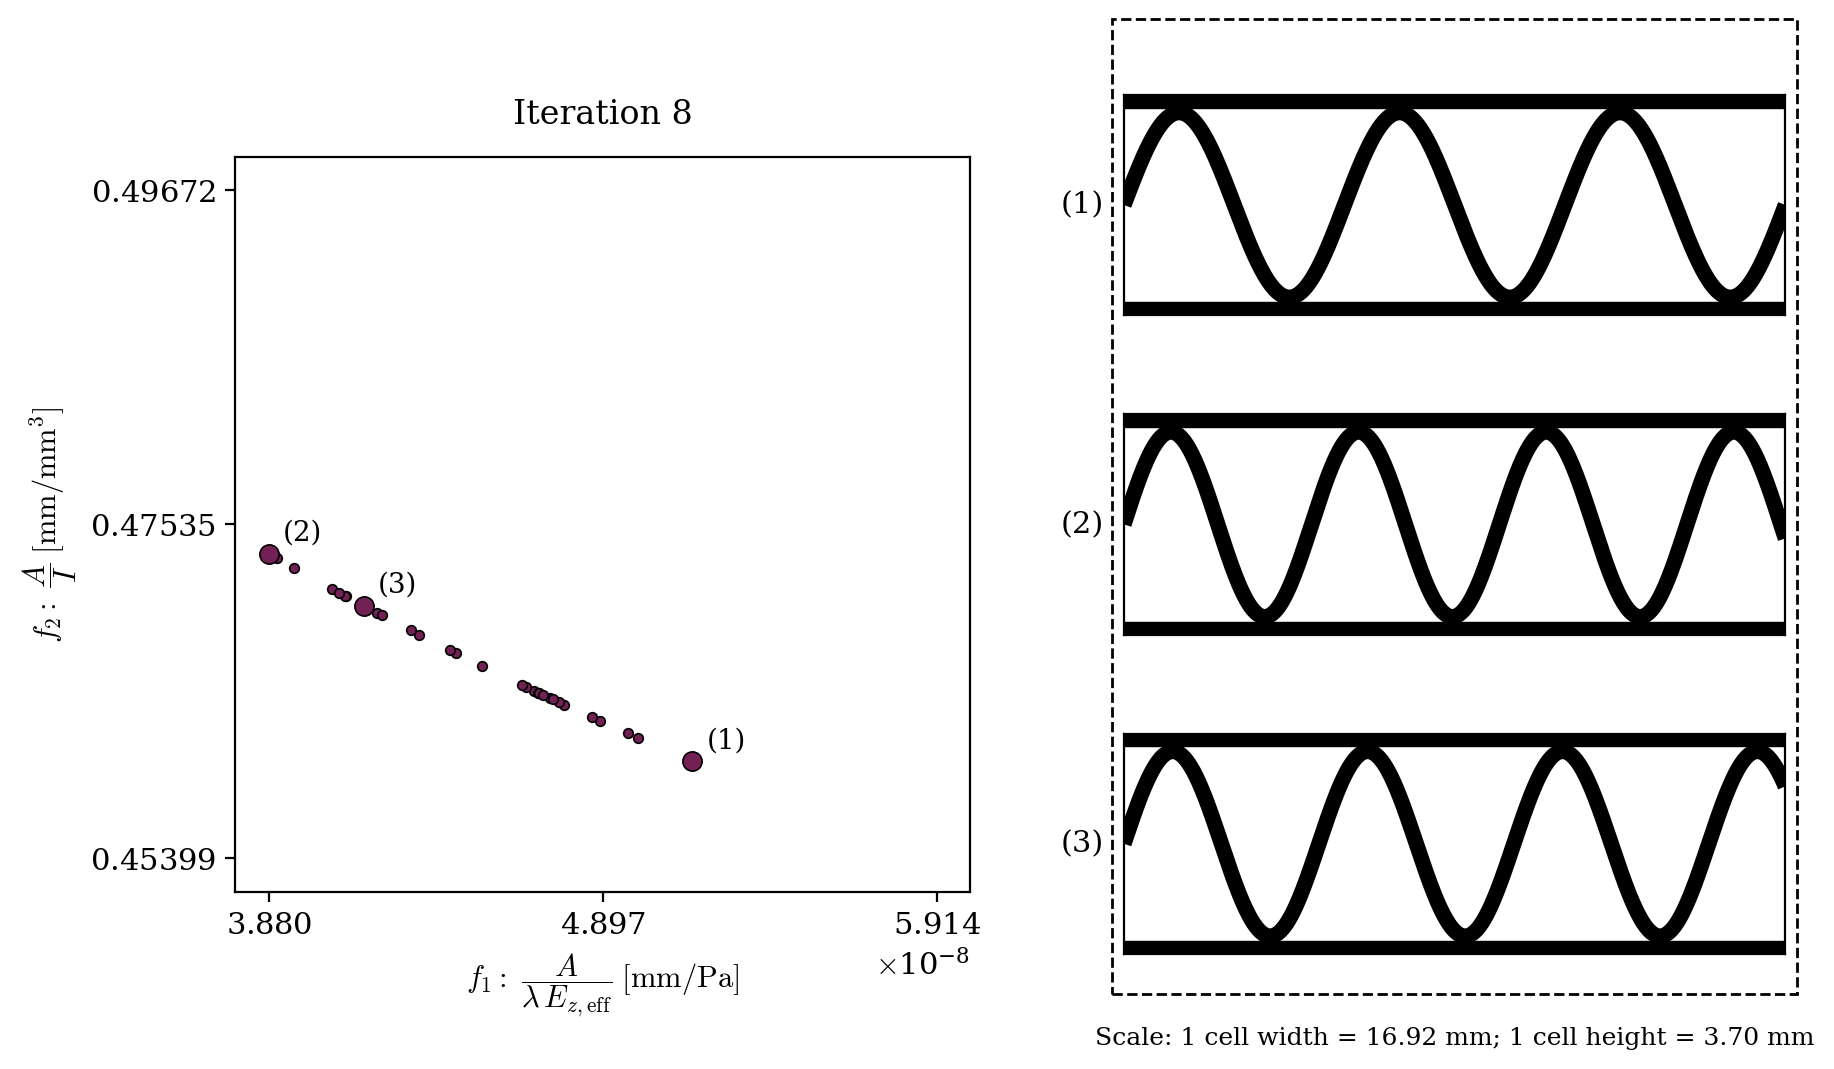 Iteration 8
0.49672
0.47535
0.45399
f₂ : A/I [mm/mm³]
(2)
(3)
(1)
3.880 4.897 5.914
×10⁻⁸
f₁ : A/(λ E_z,eff) [mm/Pa]
(1)
(2)
(3)
Scale: 1 cell width = 16.92 mm; 1 cell height = 3.70 mm